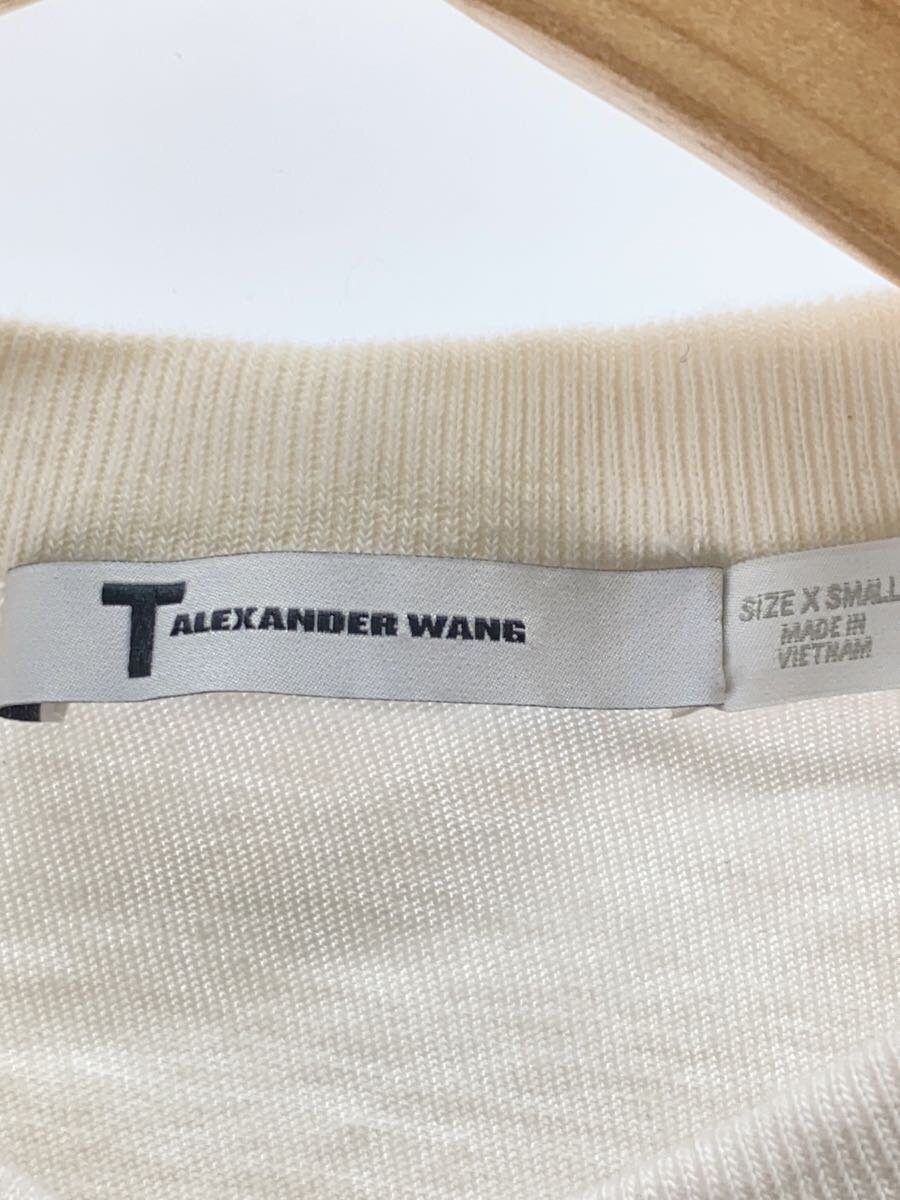 T ALEXANDER WANG
SIZE X SMALL
MADE IN
VIETNAM